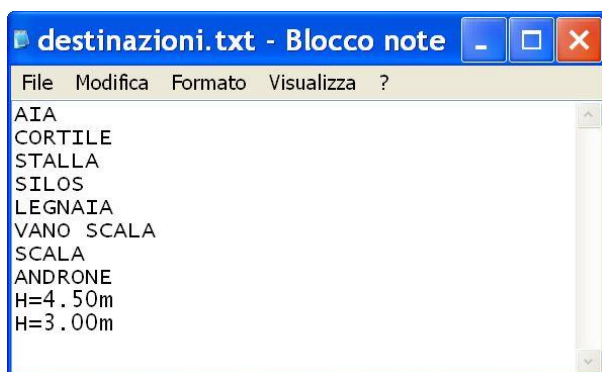 destinazioni.txt - Blocco note
File Modifica Formato Visualizza ?
AIA
CORTILE
STALLA
SILOS
LEGNAIA
VANO SCALA
SCALA
ANDRONE
H=4.50m
H=3.00m